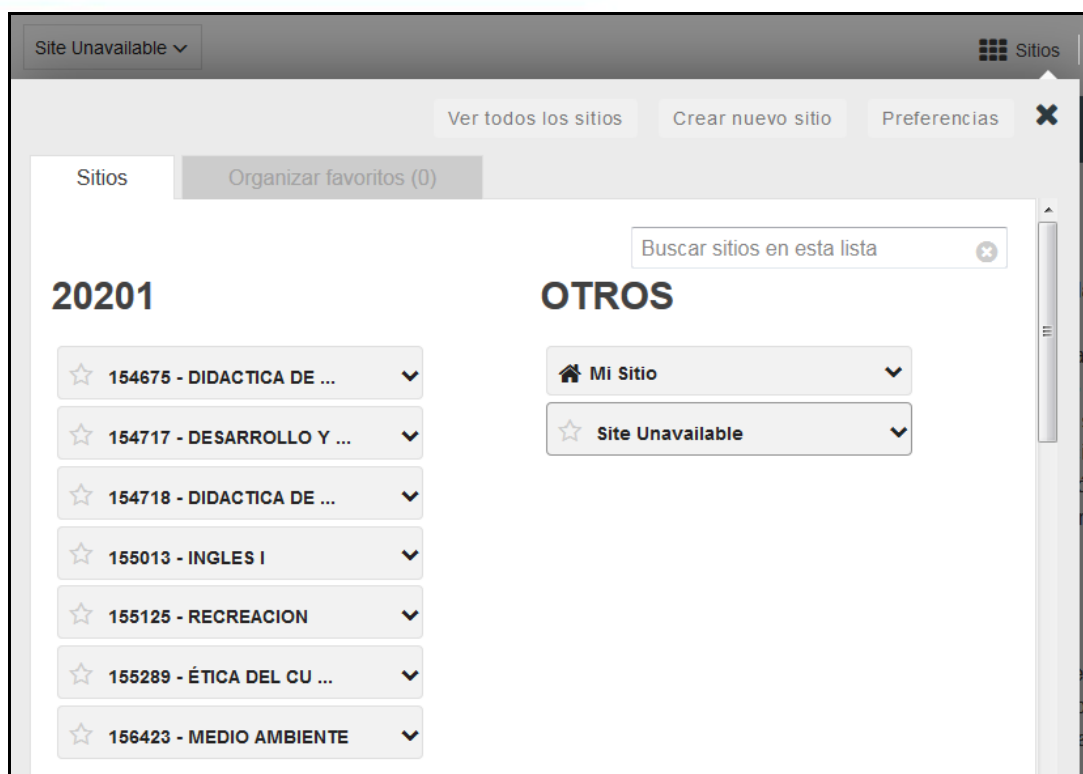 Site Unavailable
Sitios
Ver todos los sitios
Crear nuevo sitio
Preferencias
Sitios
Organizar favoritos (0)
Buscar sitios en esta lista
20201
154675 - DIDACTICA DE ...
154717 - DESARROLLO Y ...
154718 - DIDACTICA DE ...
155013 - INGLES I
155125 - RECREACION
155289 - ÉTICA DEL CU ...
156423 - MEDIO AMBIENTE
OTROS
Mi Sitio
Site Unavailable